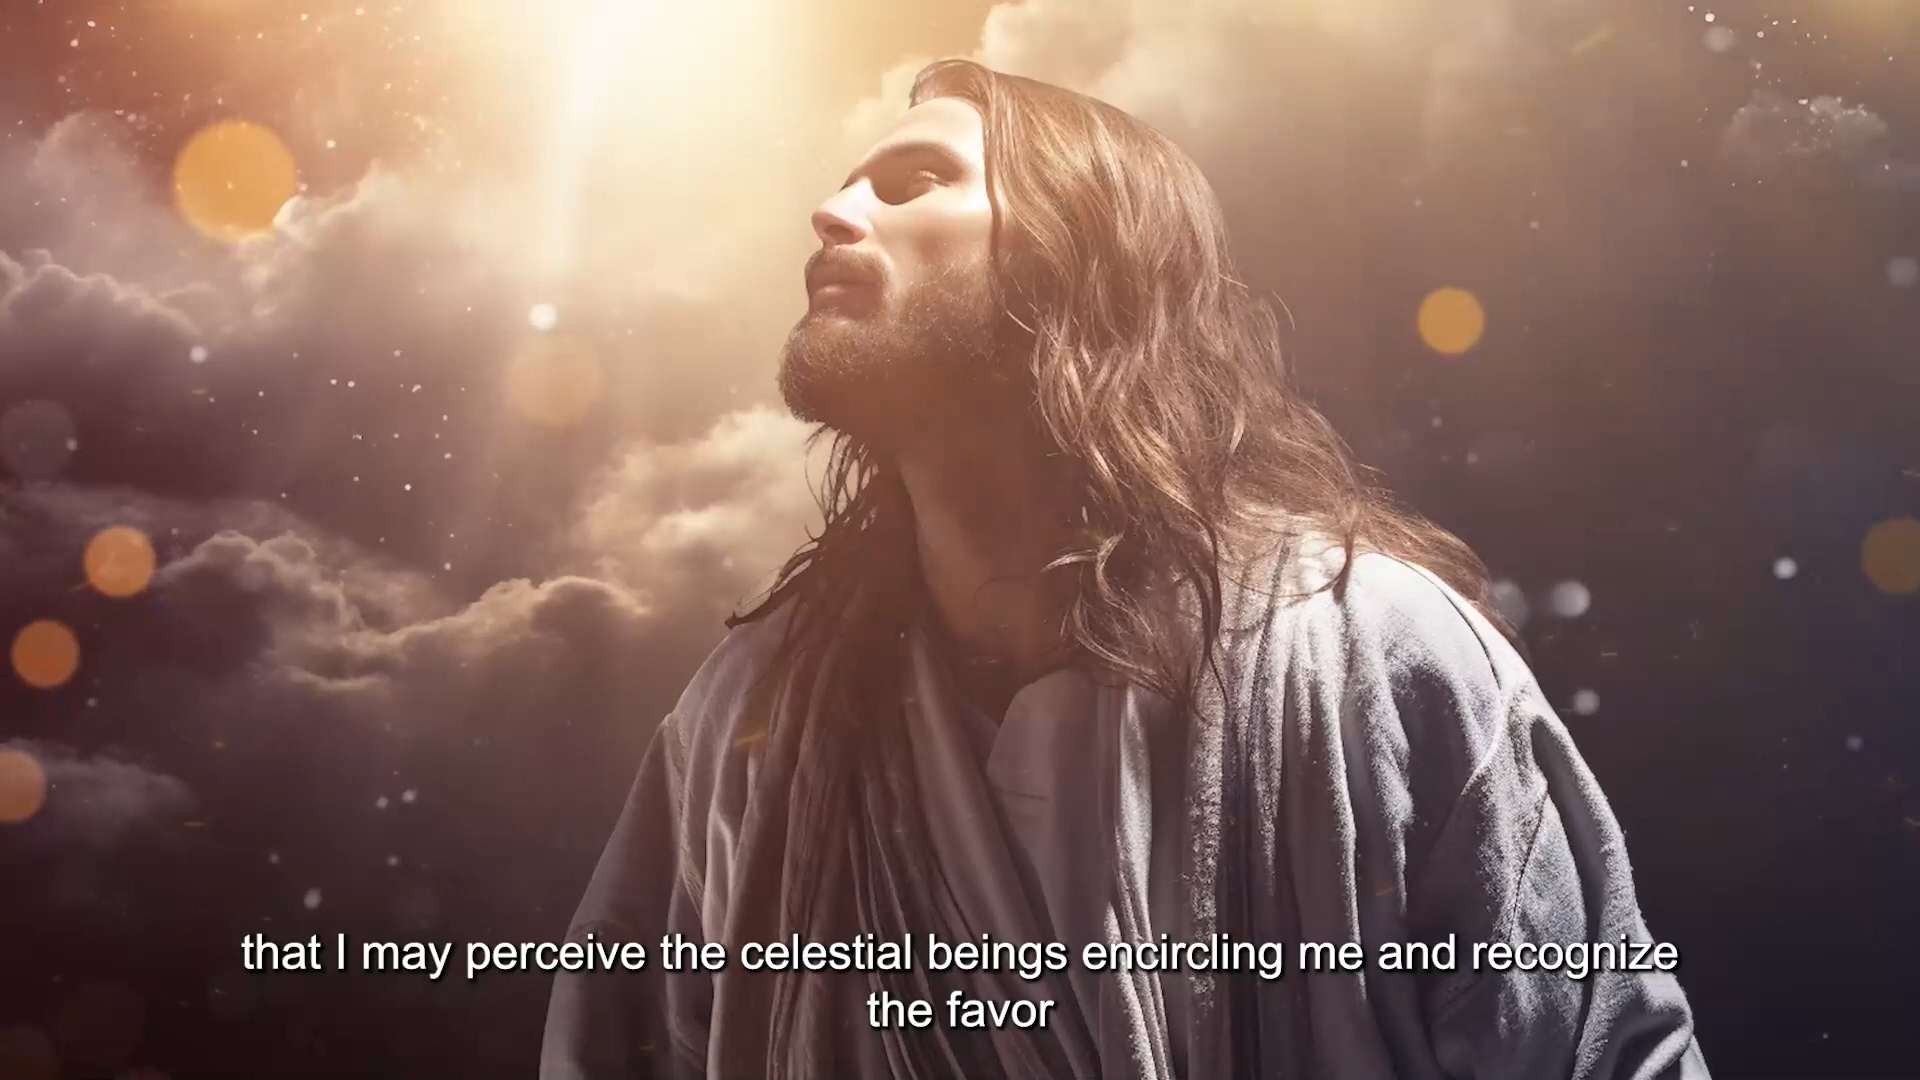 that I may perceive the celestial beings encircling me and recognize
the favor